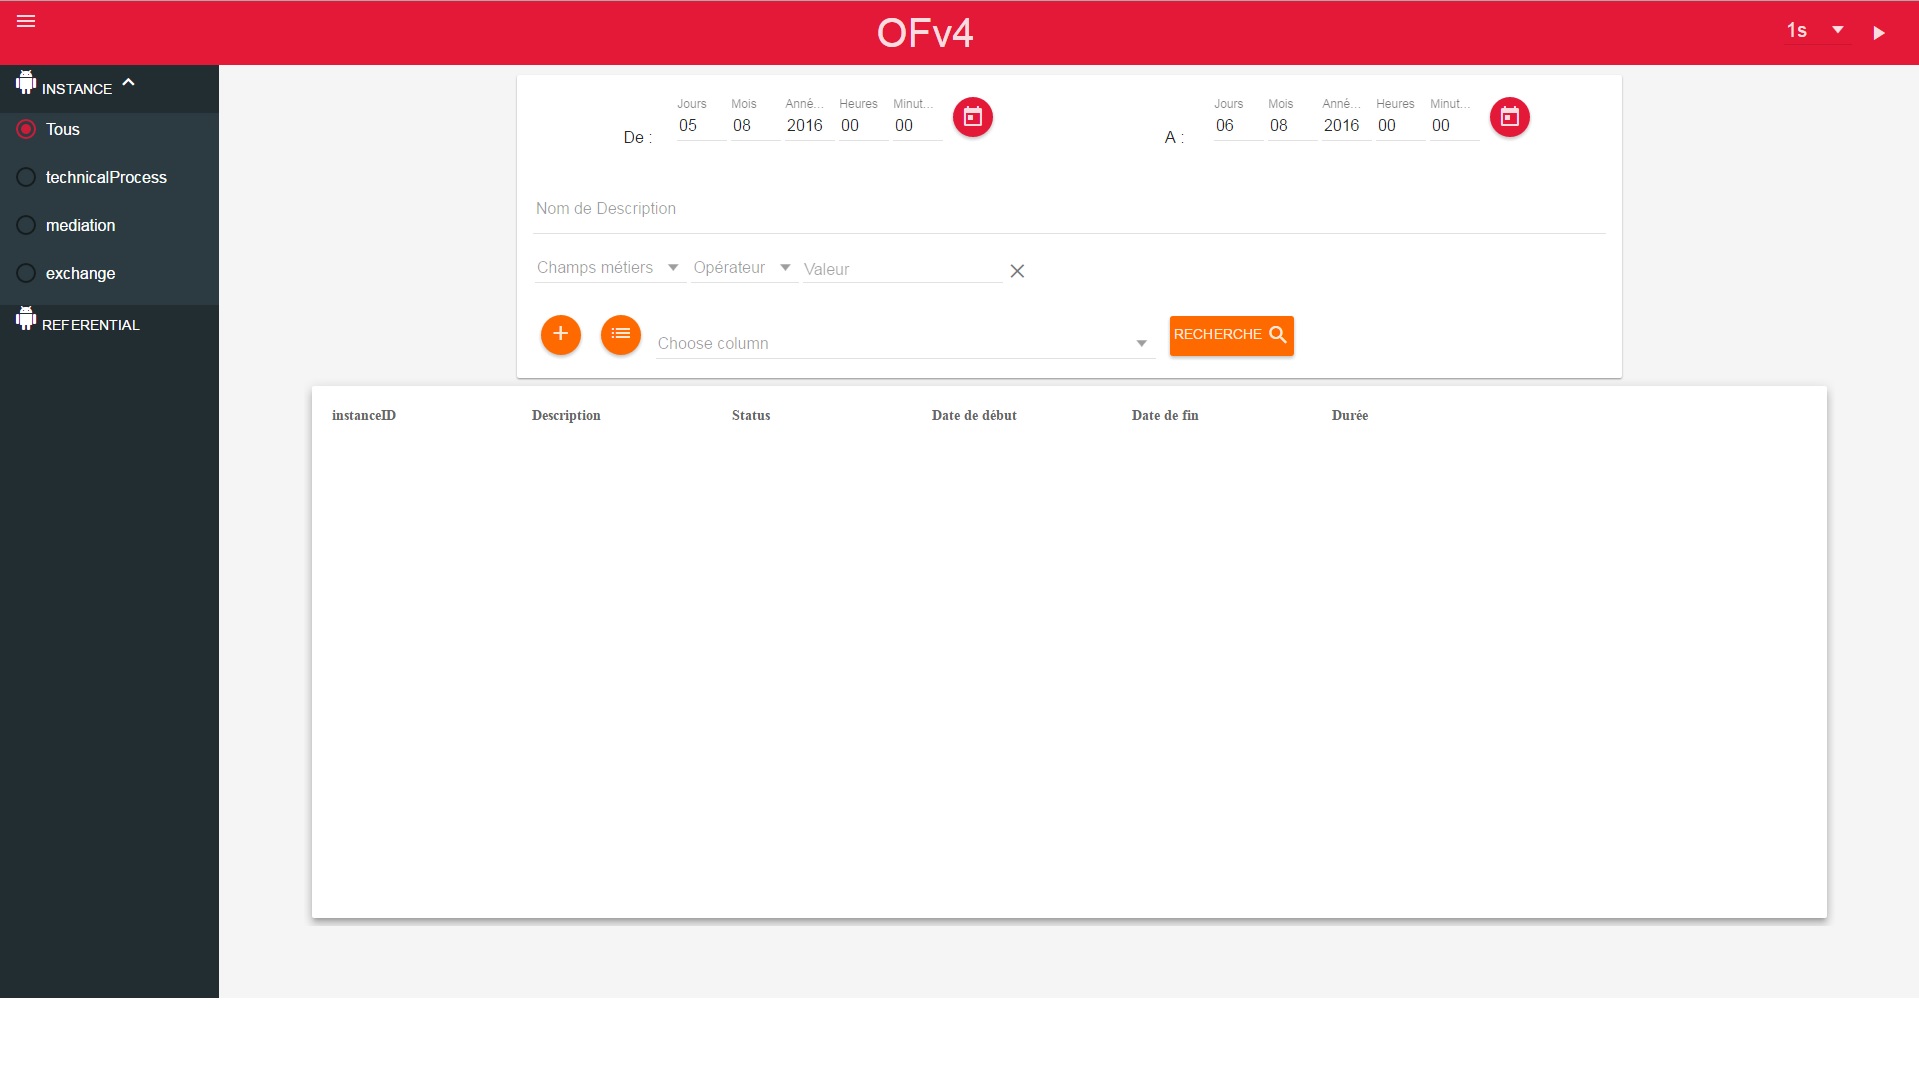 OFv4
1s
INSTANCE
Tous
technicalProcess
mediation
exchange
REFERENTIAL
De :
Jours Mois Annè... Heures Minut...
05 08 2016 00 00
A :
Jours Mois Annè... Heures Minut...
06 08 2016 00 00
Nom de Description
Champs métiers Opérateur Valeur
Choose column
RECHERCHE
instanceID Description Status Date de début Date de fin Durée